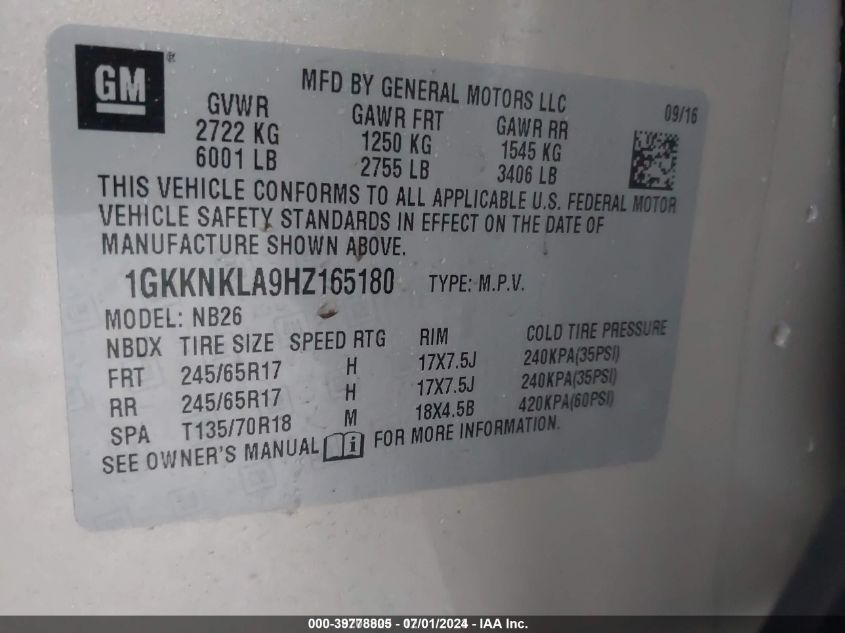 GM ®
MFD BY GENERAL MOTORS LLC
09/16
GVWR GAWR FRT GAWR RR
2722 KG 1250 KG 1545 KG
6001 LB 2755 LB 3406 LB
THIS VEHICLE CONFORMS TO ALL APPLICABLE U.S. FEDERAL MOTOR
VEHICLE SAFETY STANDARDS IN EFFECT ON THE DATE OF
MANUFACTURE SHOWN ABOVE.
1GKKNKLA9HZ165180 TYPE: M.P.V.
MODEL: NB26
NBDX TIRE SIZE SPEED RTG RIM COLD TIRE PRESSURE
FRT 245/65R17 H 17X7.5J 240KPA(35PSI)
RR 245/65R17 H 17X7.5J 240KPA(35PSI)
SPA T135/70R18 M 18X4.5B 420KPA(60PSI)
SEE OWNER'S MANUAL i FOR MORE INFORMATION.
000-39778805 - 07/01/2024 - IAA Inc.